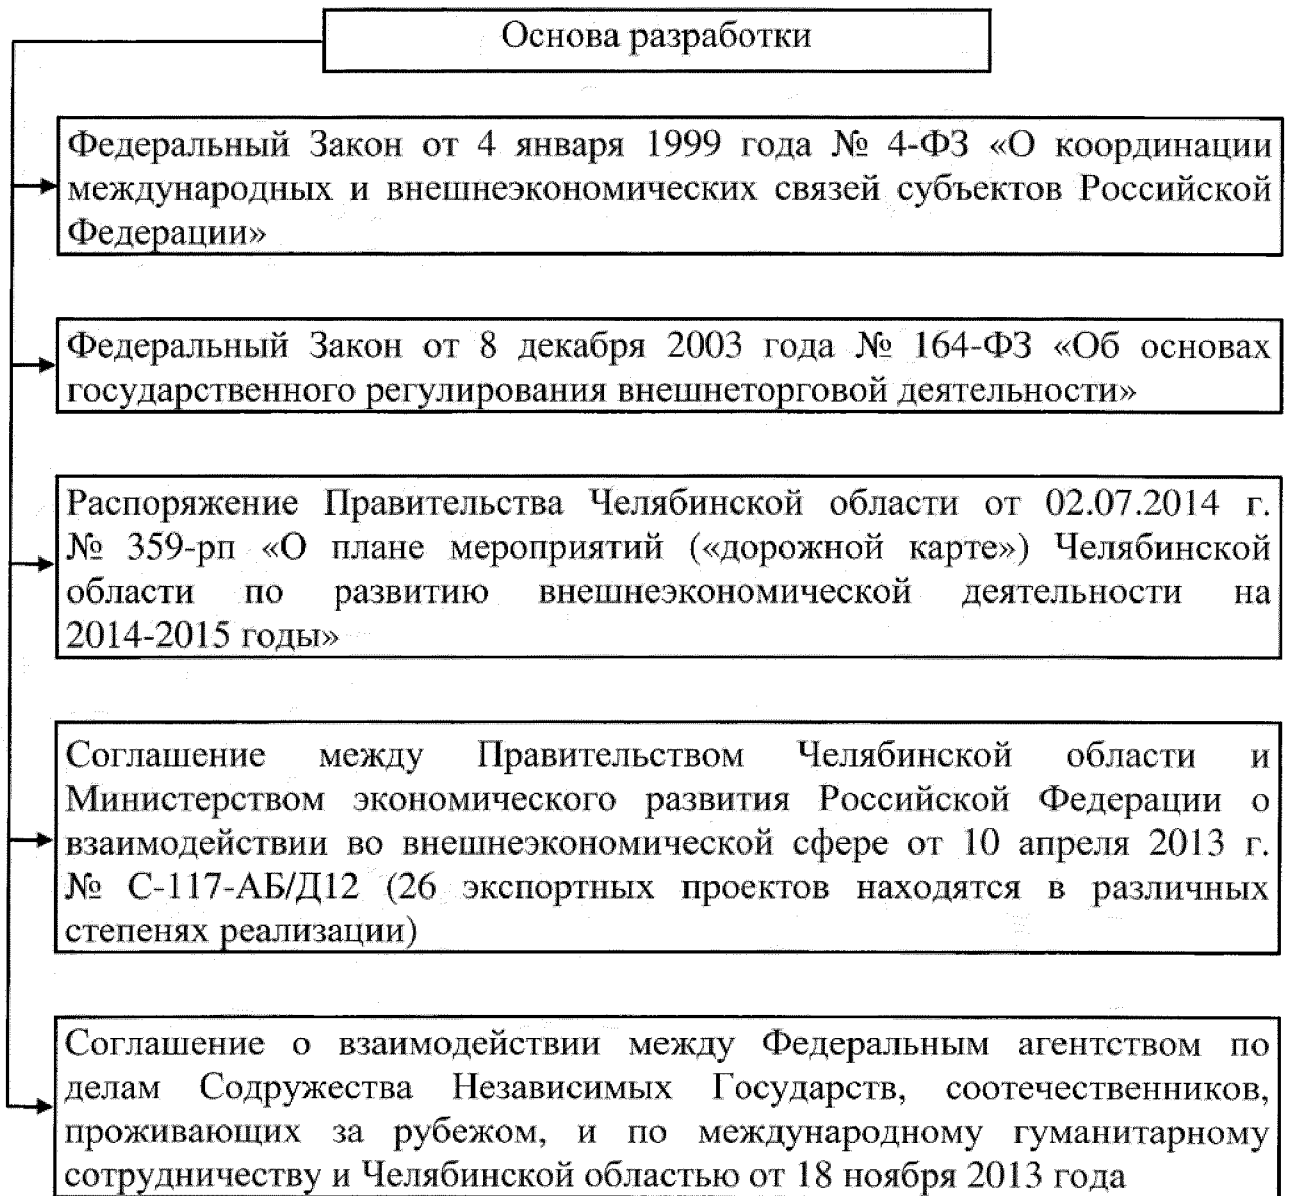 Основа разработки
Федеральный Закон от 4 января 1999 года № 4-ФЗ «О координации
международных и внешнеэкономических связей субъектов Российской
Федерации»
Федеральный Закон от 8 декабря 2003 года № 164-ФЗ «Об основах
государственного регулирования внешнеторговой деятельности»
Распоряжение Правительства Челябинской области от 02.07.2014 г.
№ 359-рп «О плане мероприятий («дорожной карте») Челябинской
области по развитию внешнеэкономической деятельности на
2014-2015 годы»
Соглашение между Правительством Челябинской области и
Министерством экономического развития Российской Федерации о
взаимодействии во внешнеэкономической сфере от 10 апреля 2013 г.
№ С-117-АБ/Д12 (26 экспортных проектов находятся в различных
степенях реализации)
Соглашение о взаимодействии между Федеральным агентством по
делам Содружества Независимых Государств, соотечественников,
проживающих за рубежом, и по международному гуманитарному
сотрудничеству и Челябинской областью от 18 ноября 2013 года